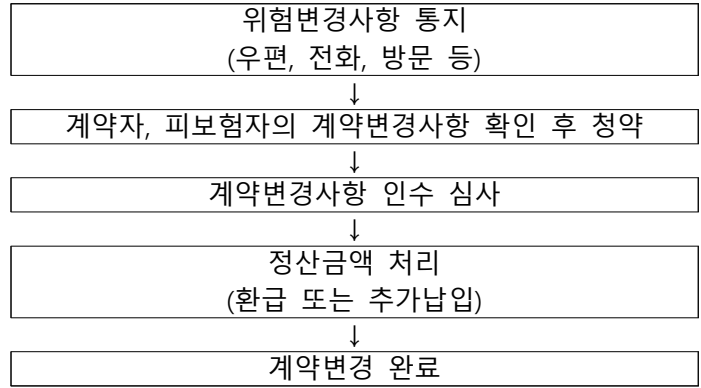 위험변경사항 통지
(우편, 전화, 방문 등)
↓
계약자, 피보험자의 계약변경사항 확인 후 청약
↓
계약변경사항 인수 심사
↓
정산금액 처리
(환급 또는 추가납입)
↓
계약변경 완료